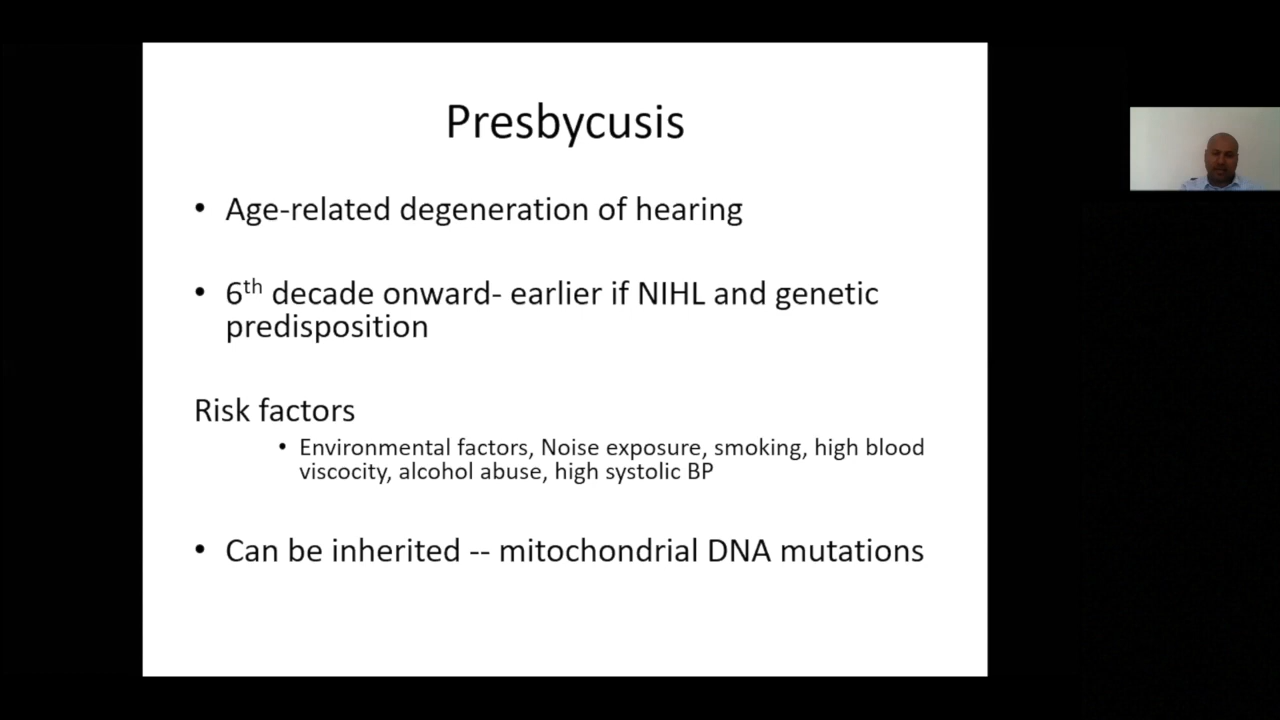 Presbycusis
• Age-related degeneration of hearing
• 6th decade onward- earlier if NIHL and genetic
predisposition
Risk factors
• Environmental factors, Noise exposure, smoking, high blood
viscocity, alcohol abuse, high systolic BP
• Can be inherited -- mitochondrial DNA mutations